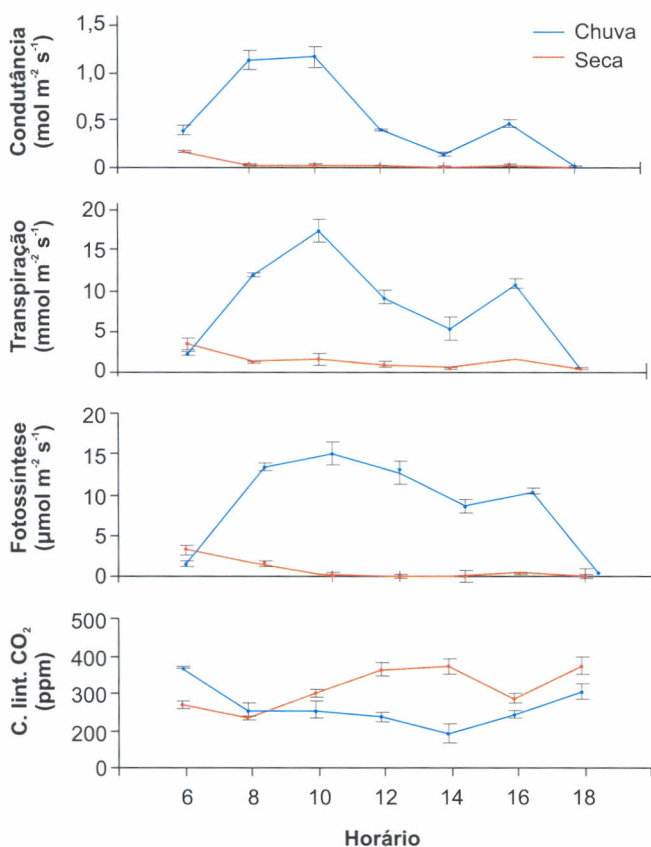 1,5
1,0
0,5
0
Condutância
(mol m⁻² s⁻¹)
Chuva
Seca
20
15
10
5
0
Transpiração
(mmol m⁻² s⁻¹)
20
15
10
5
0
Fotossíntese
(µmol m⁻² s⁻¹)
500
400
300
200
0
C. lint. CO₂
(ppm)
6 8 10 12 14 16 18
Horário